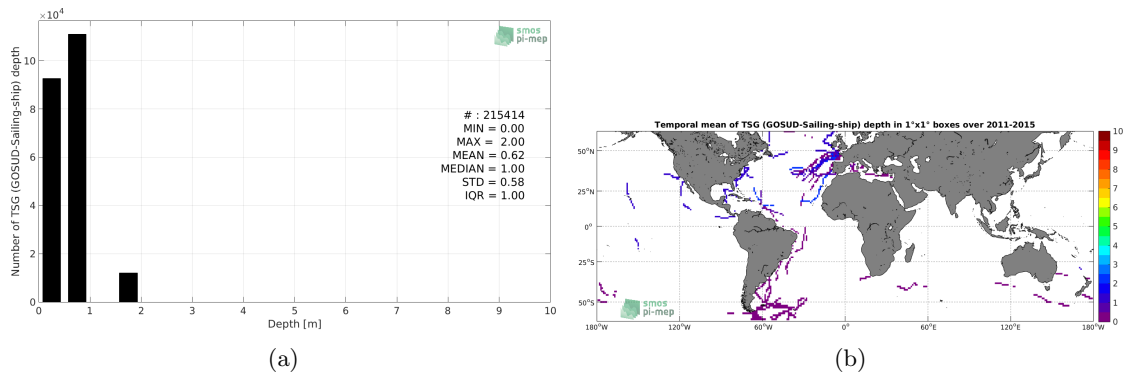 ×10⁴
10
8
6
4
2
0
Number of TSG (GOSUD-Sailing-ship) depth
smos
pi-mep
# : 215414
MIN = 0.00
MAX = 2.00
MEAN = 0.62
MEDIAN = 1.00
STD = 0.58
IQR = 1.00
0 1 2 3 4 5 6 7 8 9 10
Depth [m]
(a)
Temporal mean of TSG (GOSUD-Sailing-ship) depth in 1°x1° boxes over 2011-2015
50°N
25°N
0°
25°S
50°S
smos
pi-mep
180°W 120°W 60°W 0° 60°E 120°E 180°W
10
9
8
7
6
5
4
3
2
1
0
(b)